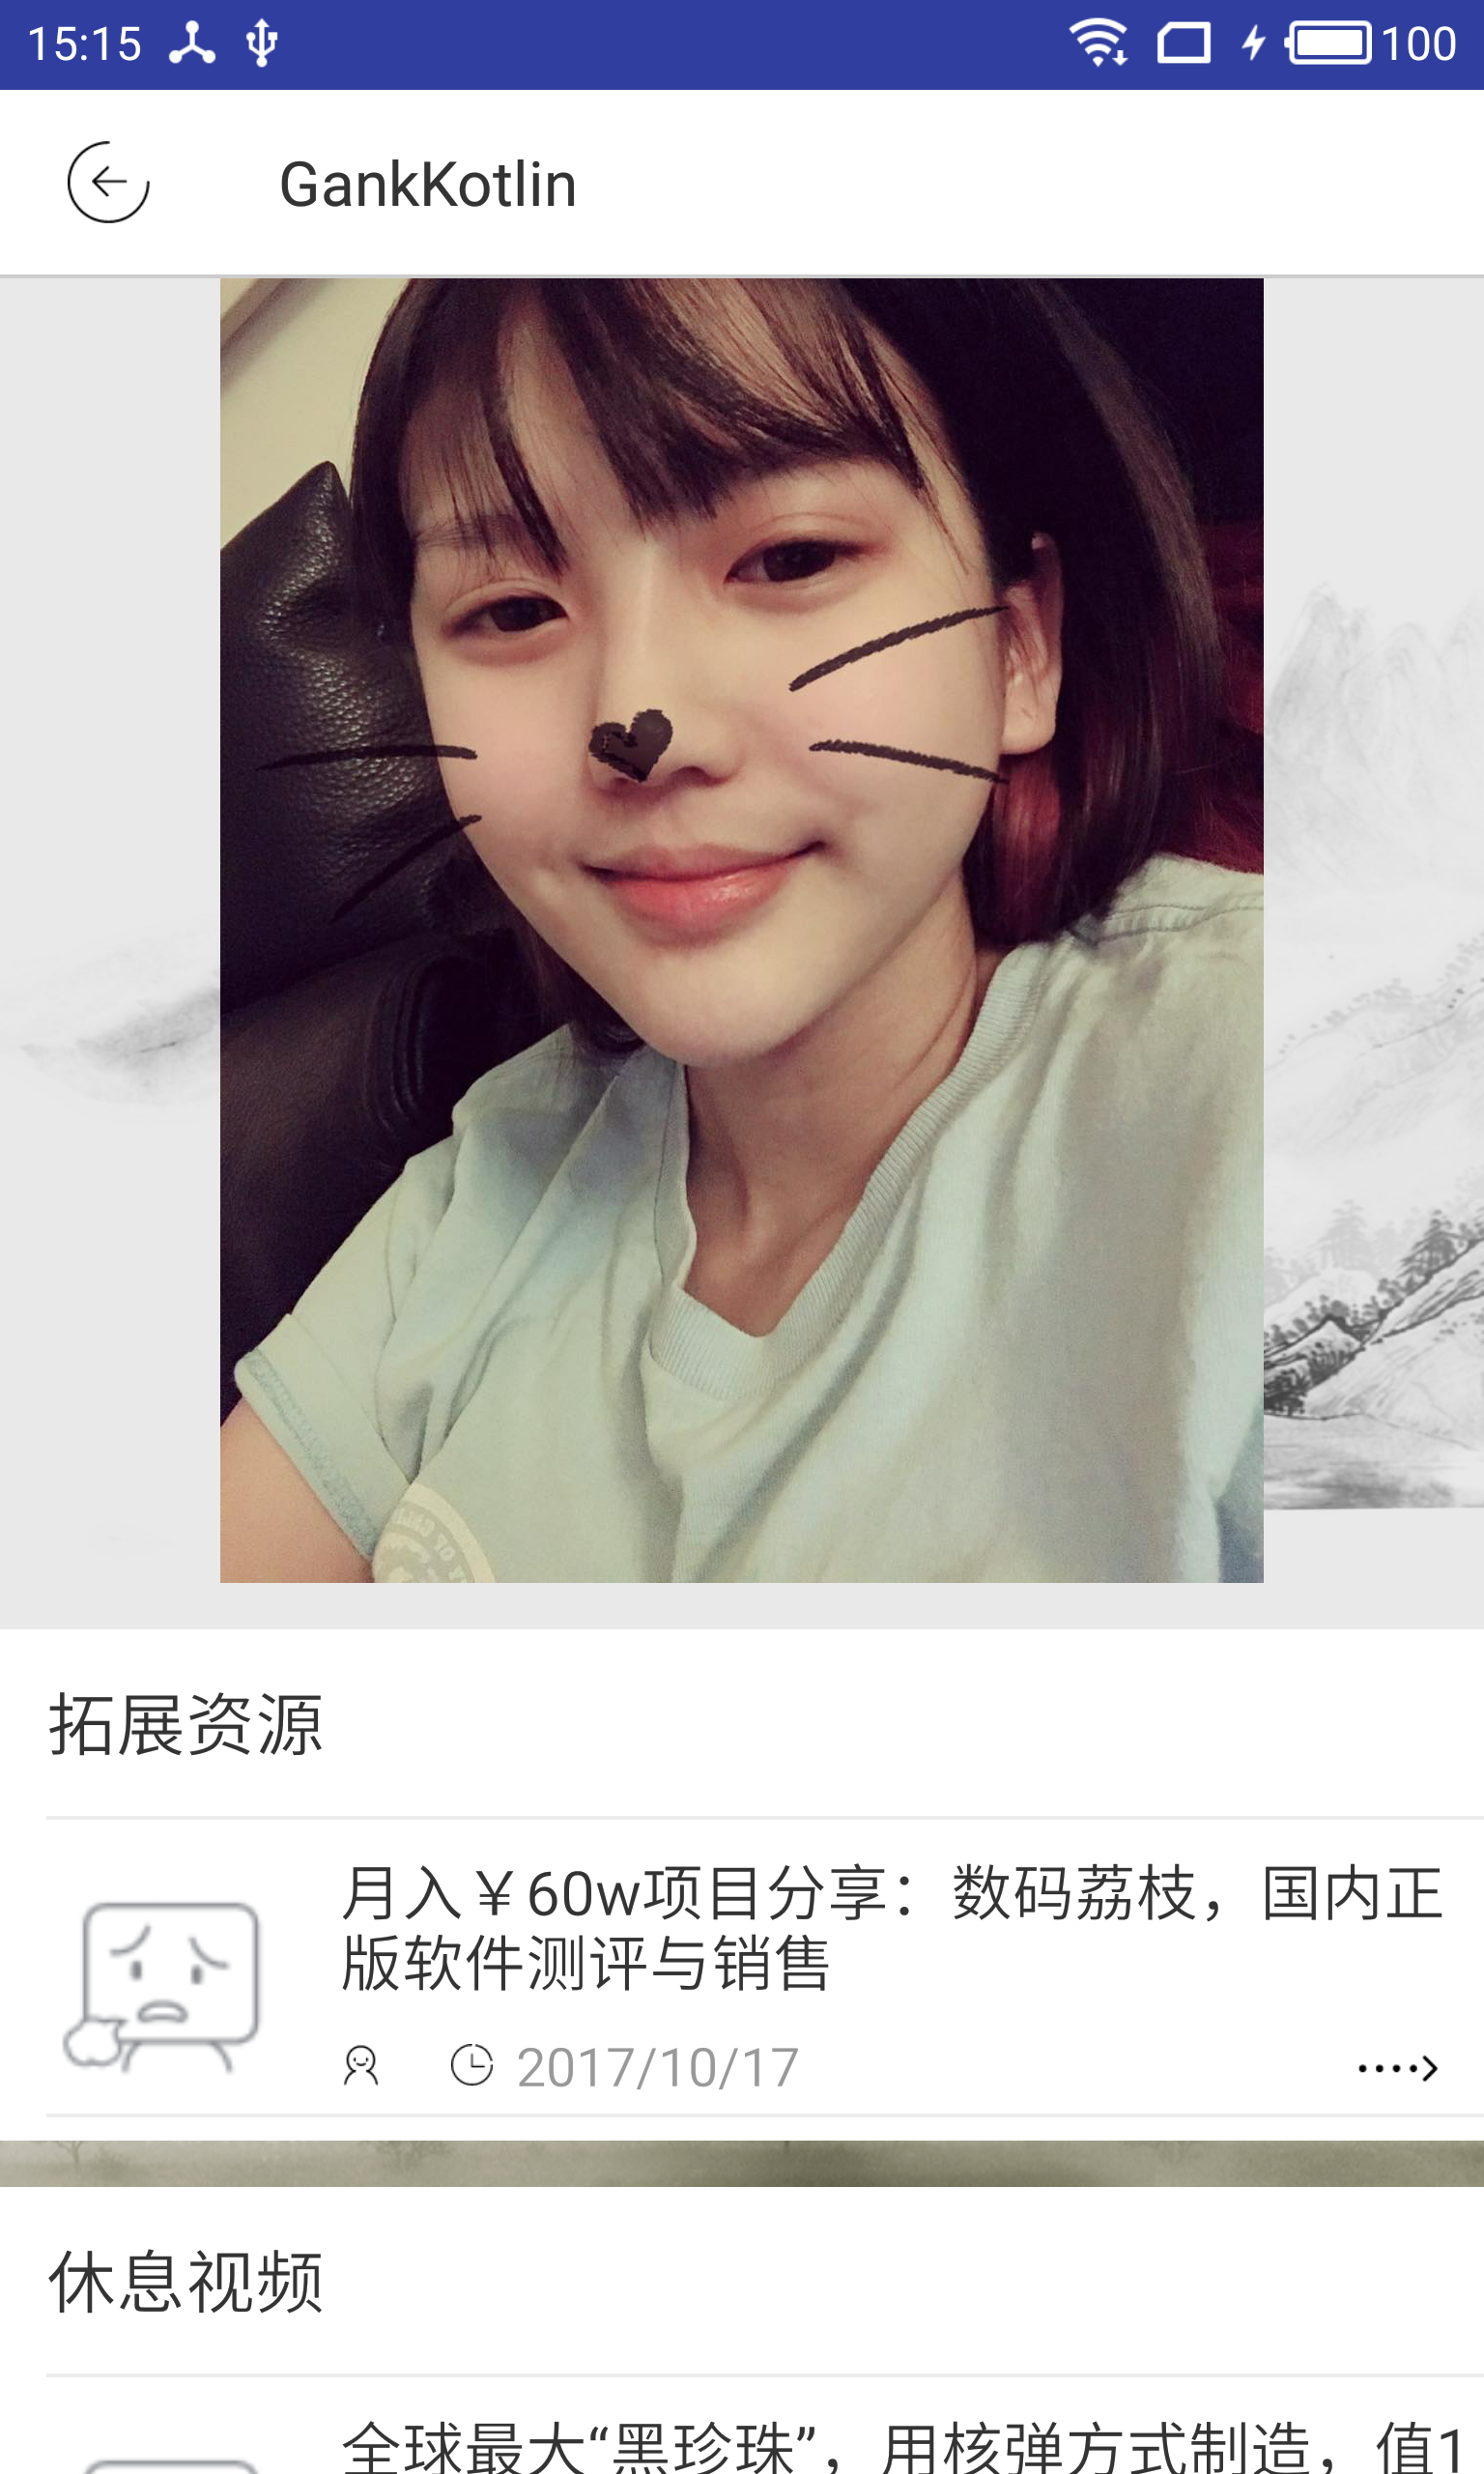 15:15
100
GankKotlin
拓展资源
月入￥60w项目分享：数码荔枝，国内正
版软件测评与销售
2017/10/17
休息视频
全球最大“黑珍珠”，用核弹方式制造，值1